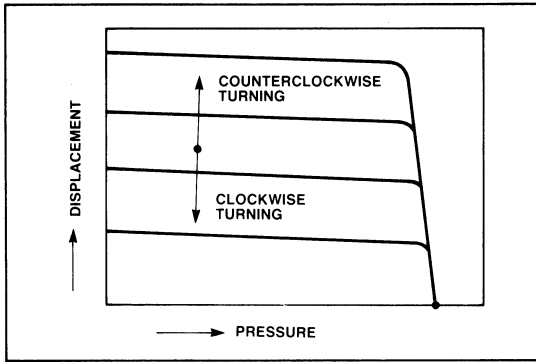 COUNTERCLOCKWISE
TURNING
CLOCKWISE
TURNING
DISPLACEMENT
PRESSURE